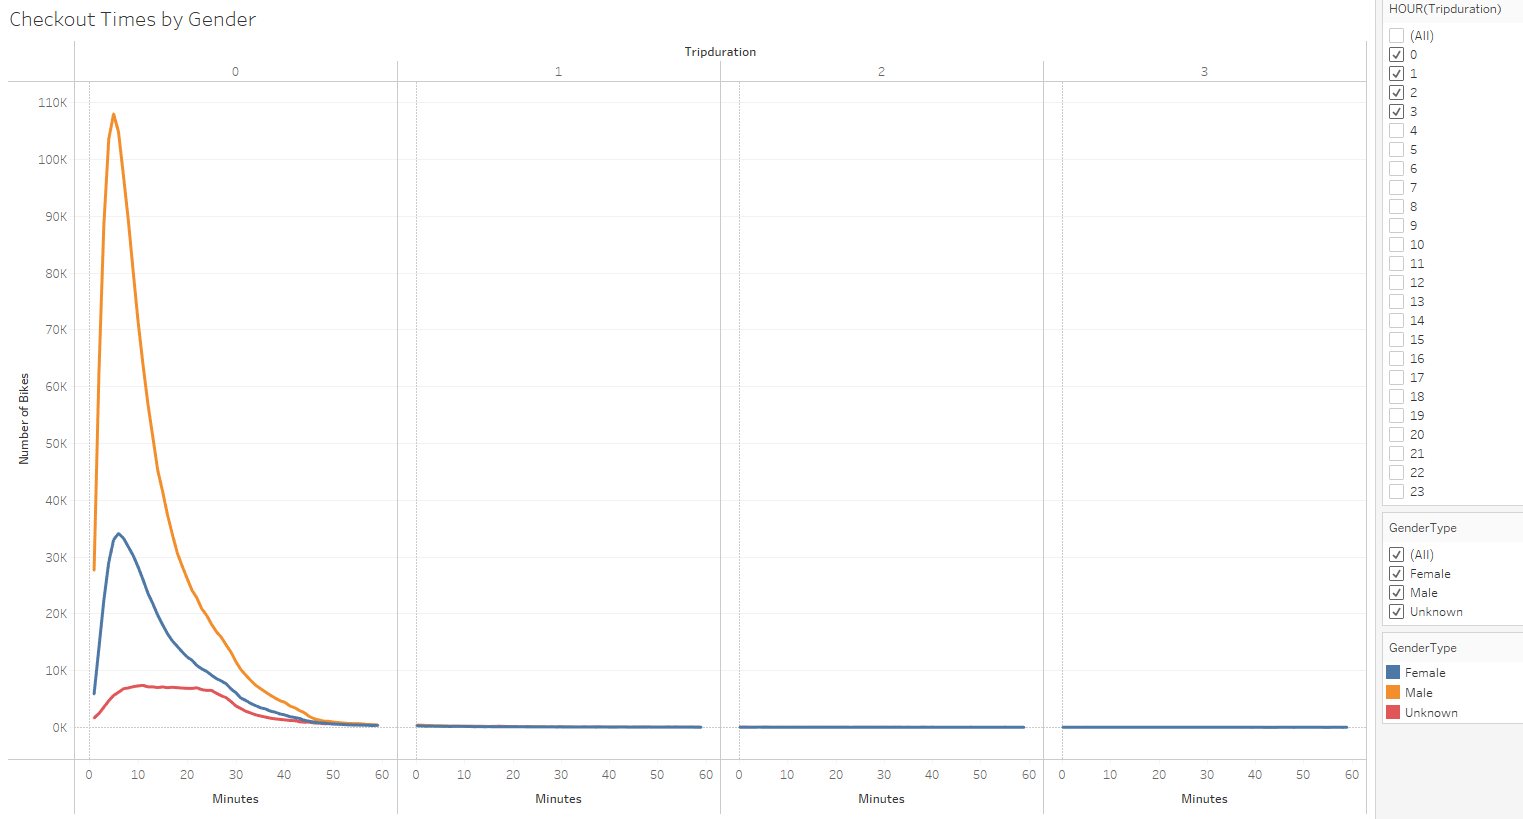 Checkout Times by Gender
Tripduration
0 1 2 3
110K
100K
90K
80K
70K
60K
50K
40K
30K
20K
10K
0K
Number of Bikes
0 10 20 30 40 50 60 0 10 20 30 40 50 60 0 10 20 30 40 50 60 0 10 20 30 40 50 60
Minutes Minutes Minutes Minutes
HOUR(Tripduration)
(All)
0
1
2
3
4
5
6
7
8
9
10
11
12
13
14
15
16
17
18
19
20
21
22
23
GenderType
(All)
Female
Male
Unknown
GenderType
Female
Male
Unknown